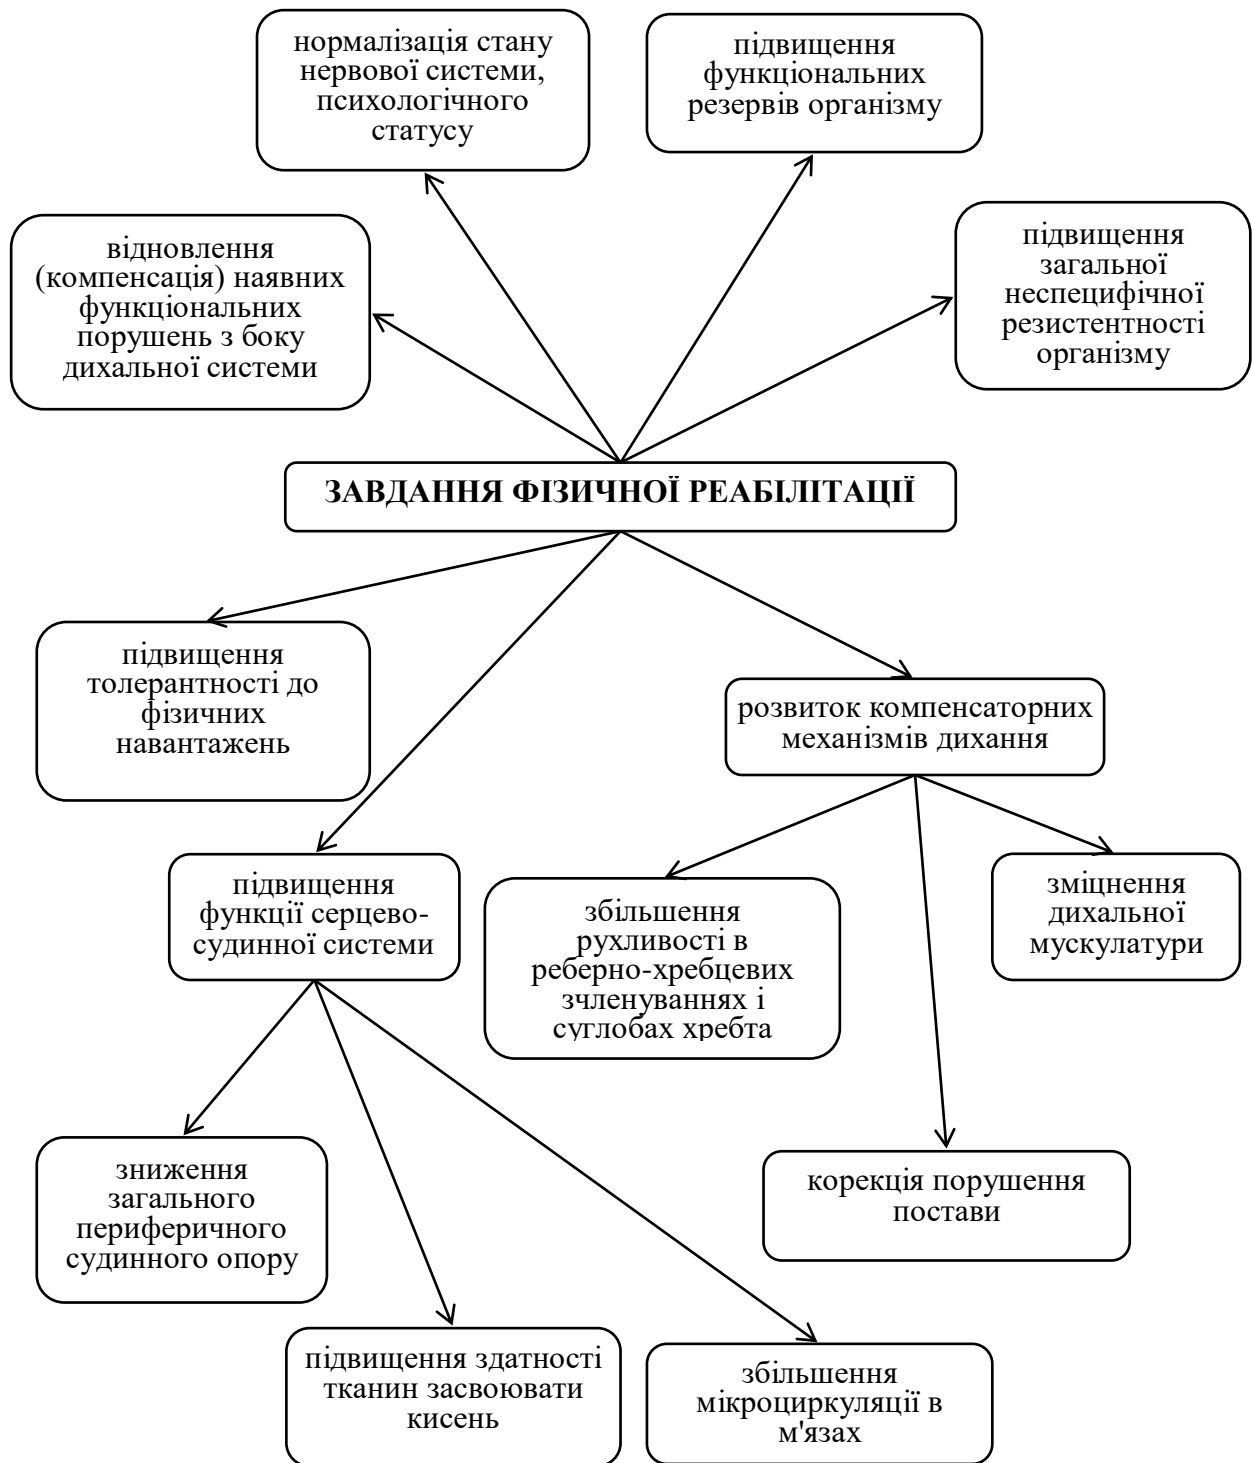 нормалізація стану
нервової системи,
психологічного
статусу
підвищення
функціональних
резервів організму
відновлення
(компенсація) наявних
функціональних
порушень з боку
дихальної системи
підвищення
загальної
неспецифічної
резистентності
організму
ЗАВДАННЯ ФІЗИЧНОЇ РЕАБІЛІТАЦІЇ
підвищення
толерантності до
фізичних
навантажень
розвиток компенсаторних
механізмів дихання
підвищення
функції серцево-
судинної системи
збільшення
рухливості в
реберно-хребцевих
зчленуваннях і
суглобах хребта
зміцнення
дихальної
мускулатури
зниження
загального
периферичного
судинного опору
корекція порушення
постави
підвищення здатності
тканин засвоювати
кисень
збільшення
мікроциркуляції в
м'язах